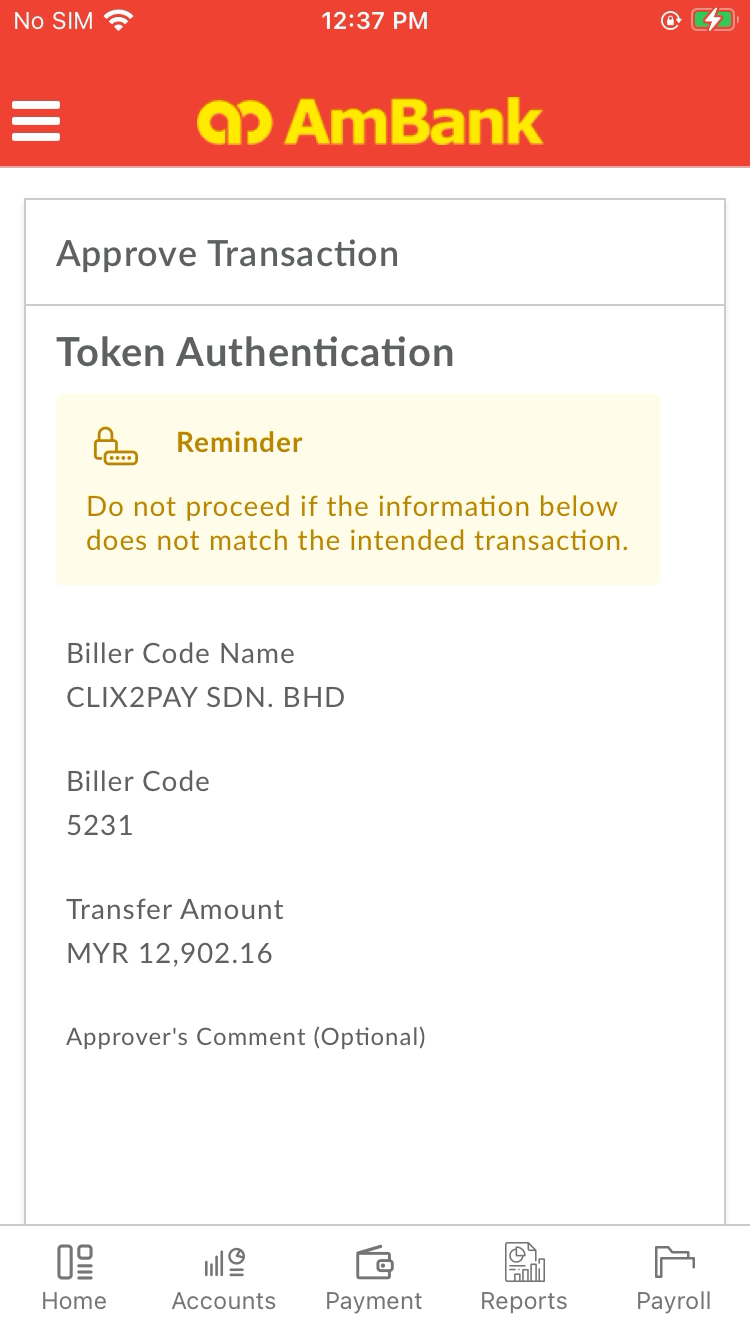 No SIM
12:37 PM
AmBank
Approve Transaction
Token Authentication
Reminder
Do not proceed if the information below
does not match the intended transaction.
Biller Code Name
CLIX2PAY SDN. BHD
Biller Code
5231
Transfer Amount
MYR 12,902.16
Approver's Comment (Optional)
Home Accounts Payment Reports Payroll